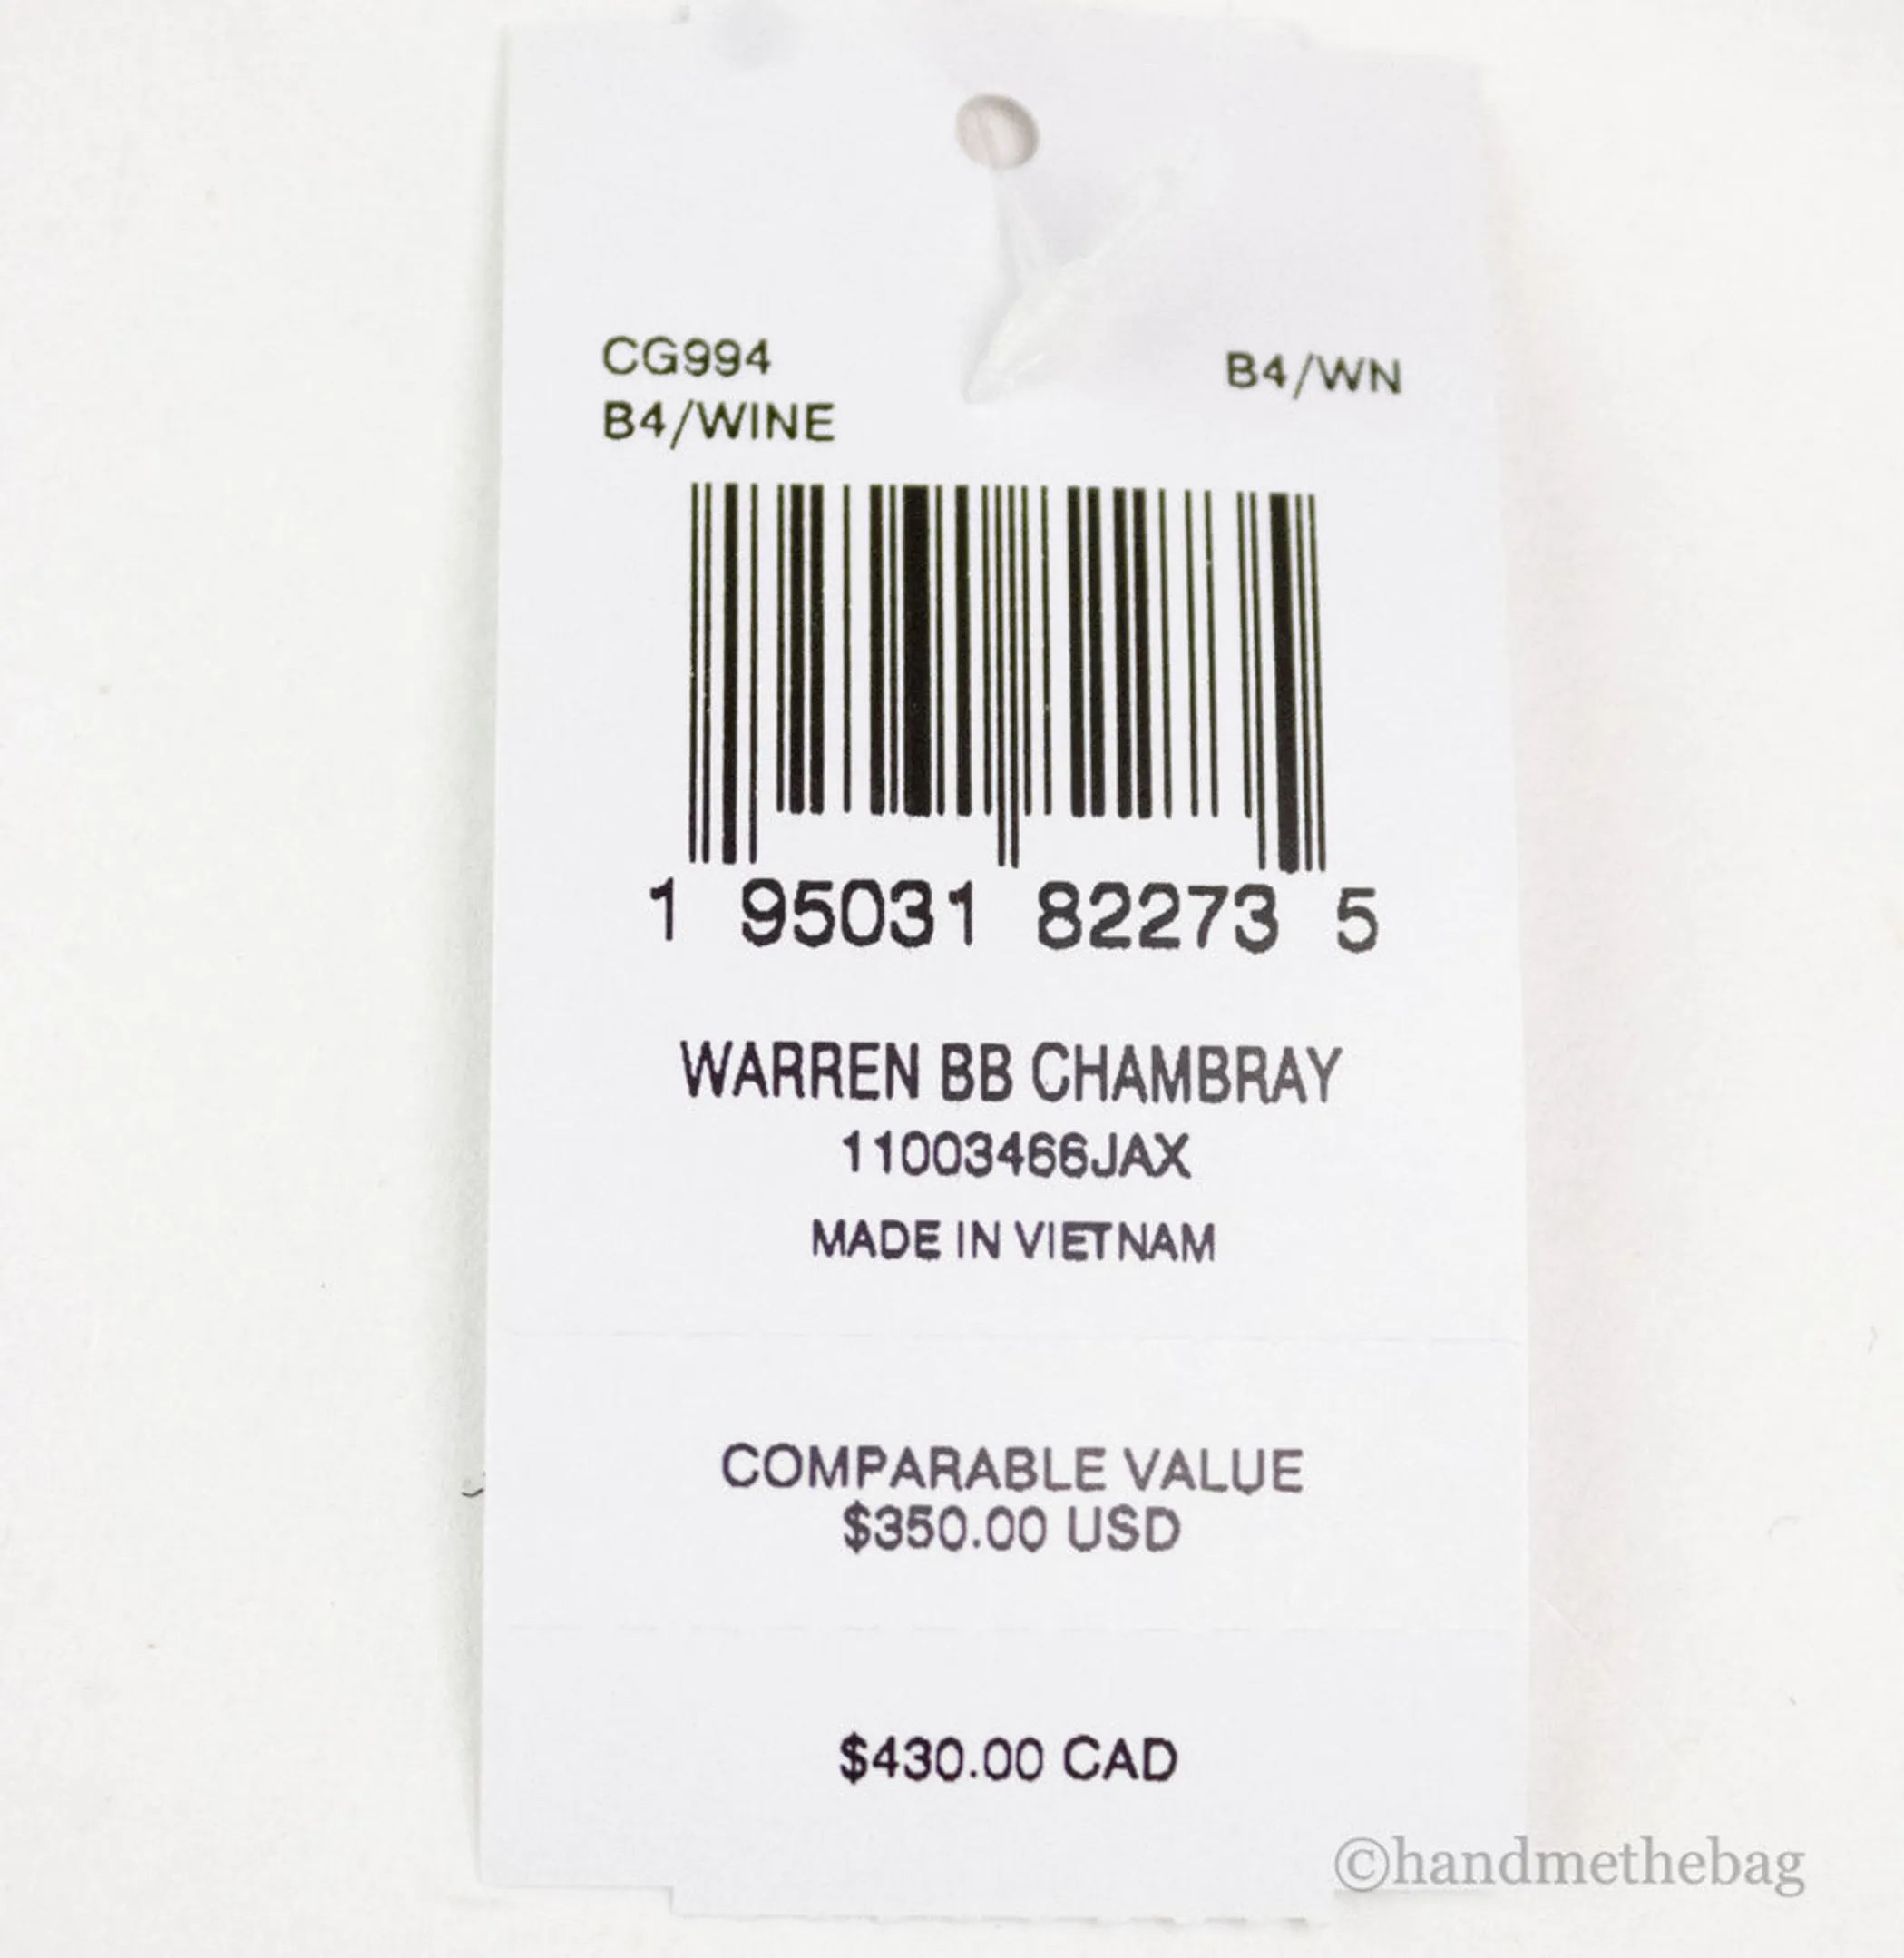 CG994 B4/WN
B4/WINE
1 95031 82273 5
WARREN BB CHAMBRAY
11003466JAX
MADE IN VIETNAM
COMPARABLE VALUE
$350.00 USD
$430.00 CAD
©handmethebag